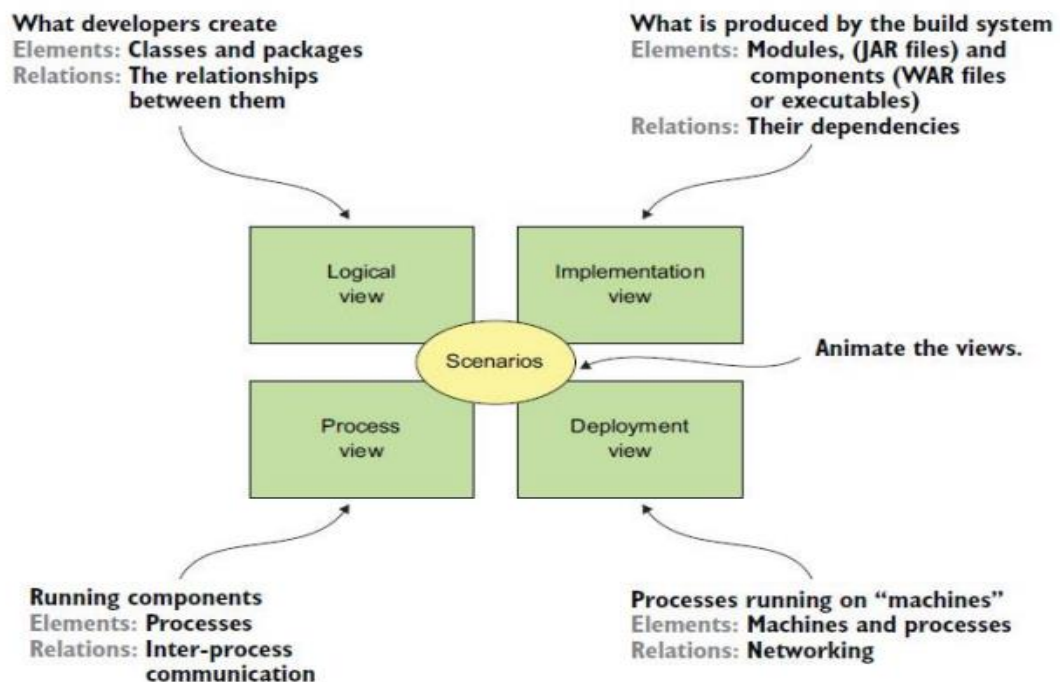 What developers create
Elements: Classes and packages
Relations: The relationships
between them
What is produced by the build system
Elements: Modules, (JAR files) and
components (WAR files
or executables)
Relations: Their dependencies
Logical
view
Implementation
view
Scenarios
Animate the views.
Process
view
Deployment
view
Running components
Elements: Processes
Relations: Inter-process
communication
Processes running on “machines”
Elements: Machines and processes
Relations: Networking